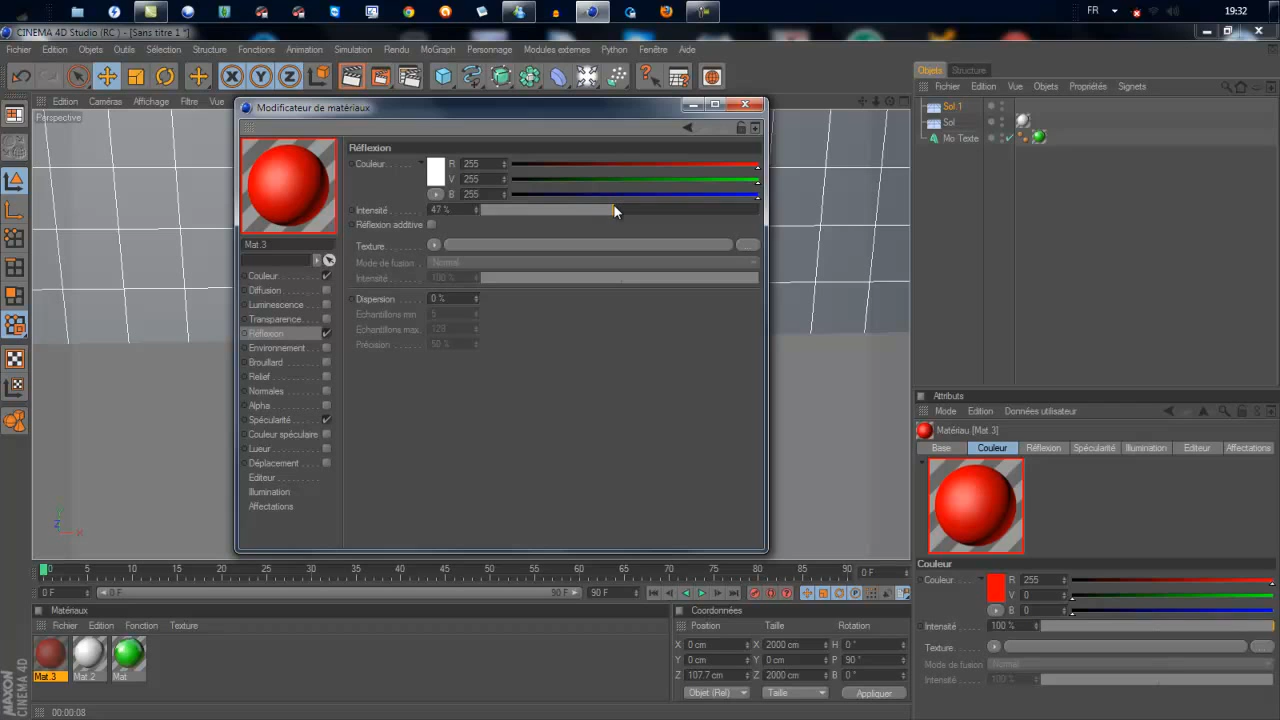 FR
19:32
CINEMA 4D Studio (RC) - [Sans titre 1 *]
Fichier Edition Objets Outils Sélection Structure Fonctions Animation Simulation Rendu MoGraph Personnage Modules externes Python Fenêtre Aide
X Y Z
Edition Caméras Affichage Filtre Vue
Perspective
Modificateur de matériaux
Réflexion
Couleur R 255
V 255
B 255
Intensité 47 %
Réflexion additive
Texture ...
Mode de fusion Normal
Intensité 100 %
Dispersion 0 %
Echantillons min 5
Echantillons max 129
Précision 50 %
Mat.3
Couleur
Diffusion
Luminescence
Transparence
Réflexion
Environnement
Brouillard
Relief
Normales
Alpha
Spécularité
Couleur spéculaire
Lueur
Déplacement
Editeur
Illumination
Affectations
Objets Structure
Fichier Edition Vue Objets Propriétés Signets
Sol.1
Sol
Mo Texte
Attributs
Mode Edition Données utilisateur
Matériau [Mat.3]
Base Couleur Réflexion Spécularité Illumination Editeur Affectations
Couleur
Couleur R 255
V 0
B 0
Intensité 100 %
Texture ...
Mode de fusion Normal
Intensité 100 %
Z X
0 5 10 15 20 25 30 35 40 45 50 55 60 65 70 75 80 85 90 0 F
0 F 0 F 90 F 90 F
Matériaux
Fichier Edition Fonction Texture
Mat.3 Mat.2 Mat
Coordonnées
Position Taille Rotation
X 0 cm X 2000 cm H 0 °
Y 0 cm Y 0 cm P 90 °
Z 107.7 cm Z 2000 cm B 0 °
Objet (Rel) Taille Appliquer
MAXON
CINEMA 4D
00:00:08